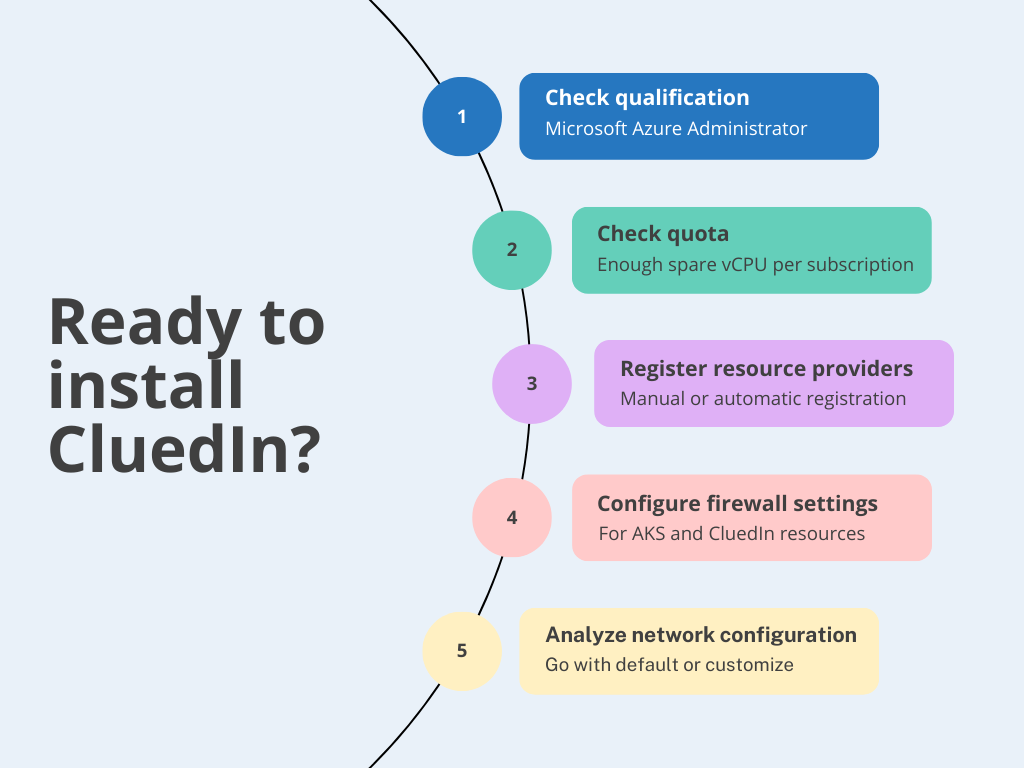 Ready to
install
CluedIn?
1
Check qualification
Microsoft Azure Administrator
2
Check quota
Enough spare vCPU per subscription
3
Register resource providers
Manual or automatic registration
4
Configure firewall settings
For AKS and CluedIn resources
5
Analyze network configuration
Go with default or customize